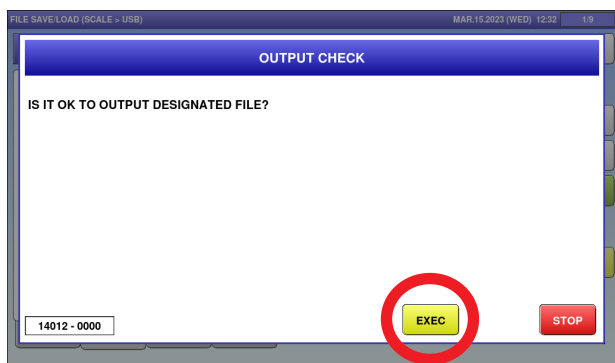 FILE SAVE/LOAD (SCALE > USB) MAR.15.2023 (WED) 12:32 1/9
OUTPUT CHECK
IS IT OK TO OUTPUT DESIGNATED FILE?
14012 - 0000 EXEC STOP